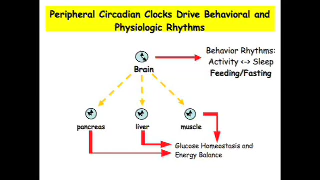 Peripheral Circadian Clocks Drive Behavioral and
Physiologic Rhythms
Behavior Rhythms:
Activity <-> Sleep
Feeding/Fasting
Brain
pancreas
liver
muscle
Glucose Homeostasis and
Energy Balance